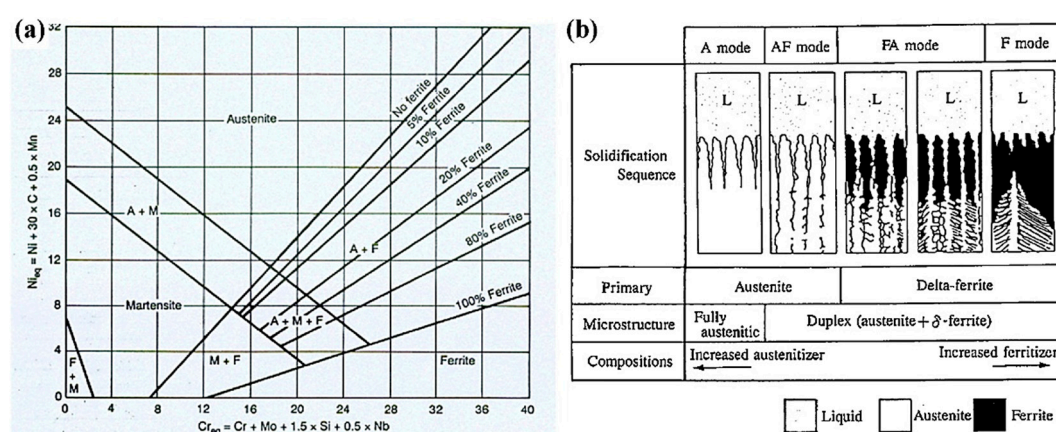 (a)
Ni_eq = Ni + 30 × C + 0.5 × Mn
32
28
24
20
16
12
8
4
0
0 4 8 12 16 20 24 28 32 36 40
Cr_eq = Cr + Mo + 1.5 × Si + 0.5 × Nb
Austenite
No ferrite
5% Ferrite
10% Ferrite
20% Ferrite
40% Ferrite
80% Ferrite
100% Ferrite
A + M
A + F
Martensite
A + M + F
M + F
Ferrite
F
+
M
(b)
A mode AF mode FA mode F mode
Solidification
Sequence
L L L L L
Primary Austenite Delta-ferrite
Microstructure Fully
austenitic
Duplex (austenite + δ-ferrite)
Compositions Increased austenitizer Increased ferritizer
Liquid Austenite Ferrite